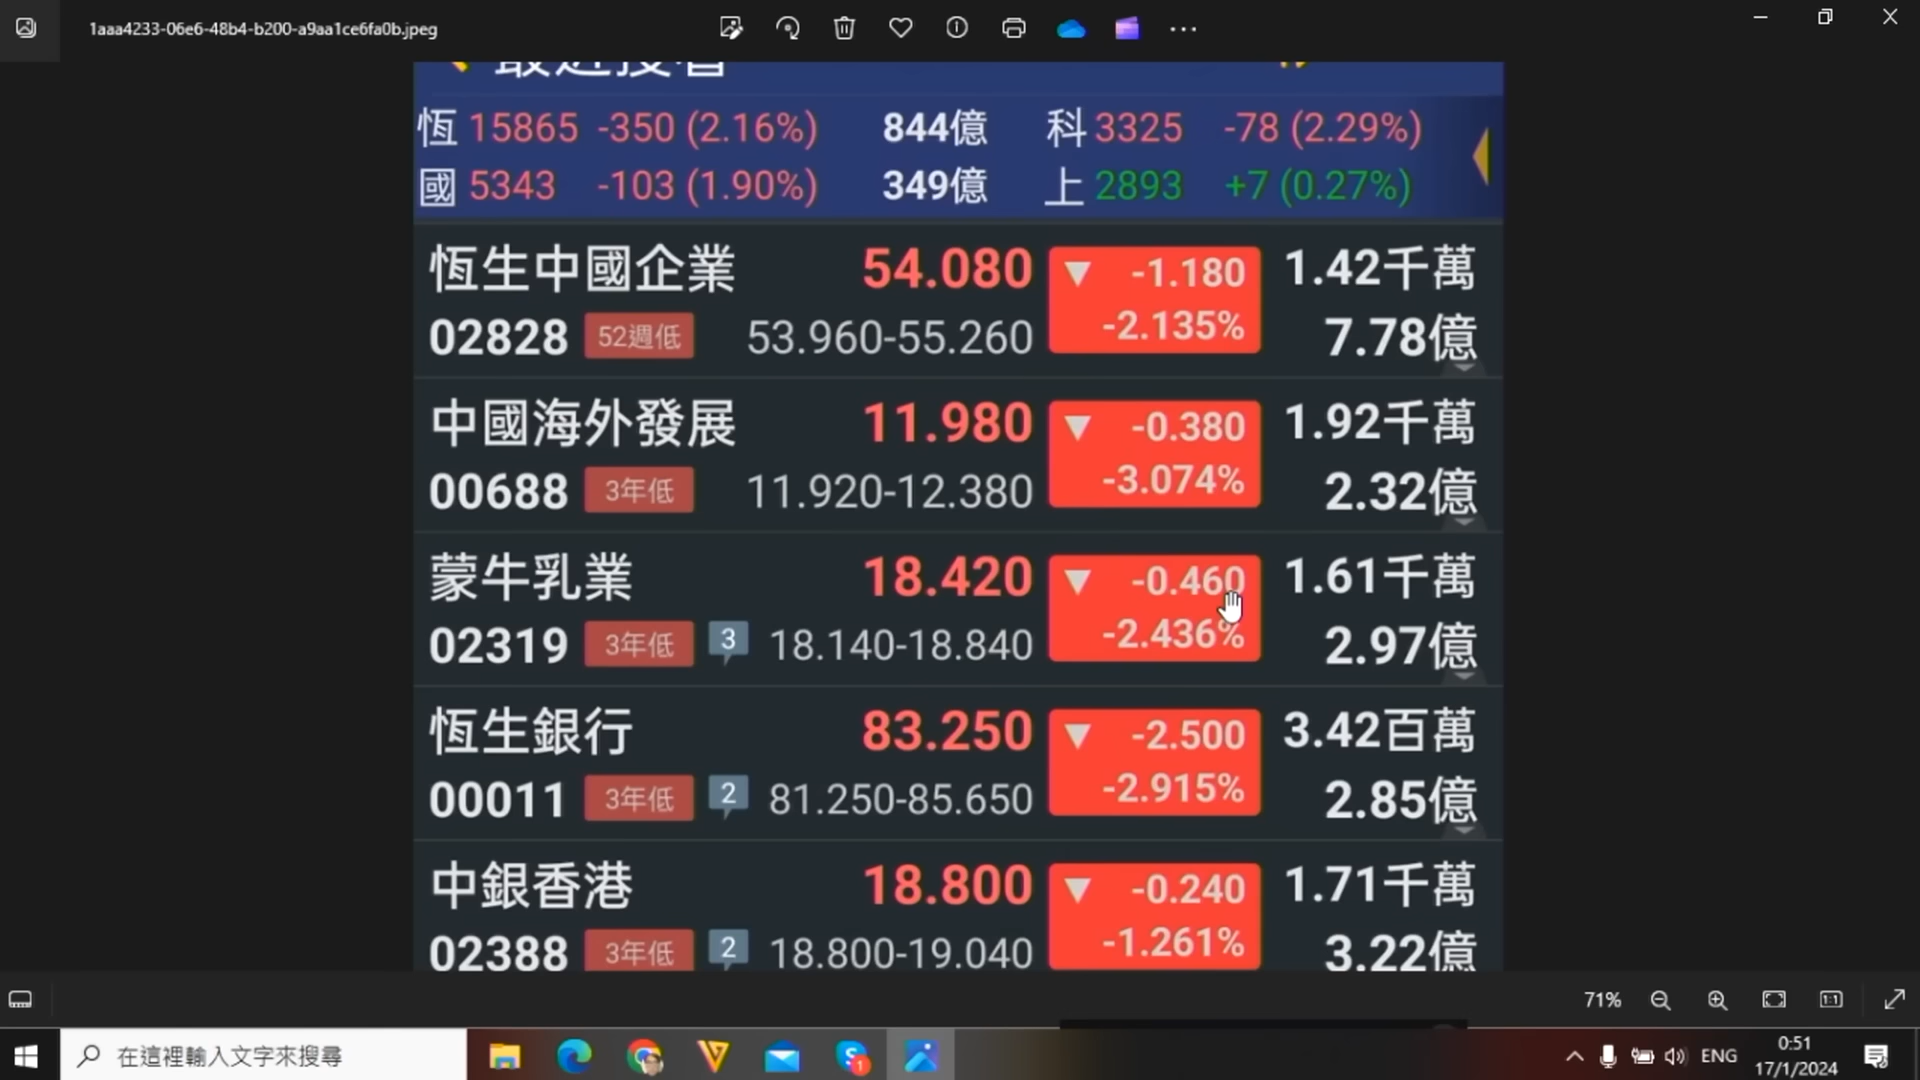 1aaa4233-06e6-48b4-b200-a9aa1ce6fa0b.jpeg
最近搜尋
恆 15865 -350 (2.16%) 844億 科 3325 -78 (2.29%)
國 5343 -103 (1.90%) 349億 上 2893 +7 (0.27%)
恆生中國企業 54.080 ▼ -1.180 1.42千萬
02828 52週低 53.960-55.260 -2.135% 7.78億
中國海外發展 11.980 ▼ -0.380 1.92千萬
00688 3年低 11.920-12.380 -3.074% 2.32億
蒙牛乳業 18.420 ▼ -0.460 1.61千萬
02319 3年低 3 18.140-18.840 -2.436% 2.97億
恆生銀行 83.250 ▼ -2.500 3.42百萬
00011 3年低 2 81.250-85.650 -2.915% 2.85億
中銀香港 18.800 ▼ -0.240 1.71千萬
02388 3年低 2 18.800-19.040 -1.261% 3.22億
71% 1:1
在這裡輸入文字來搜尋 1 ENG 0:51
17/1/2024